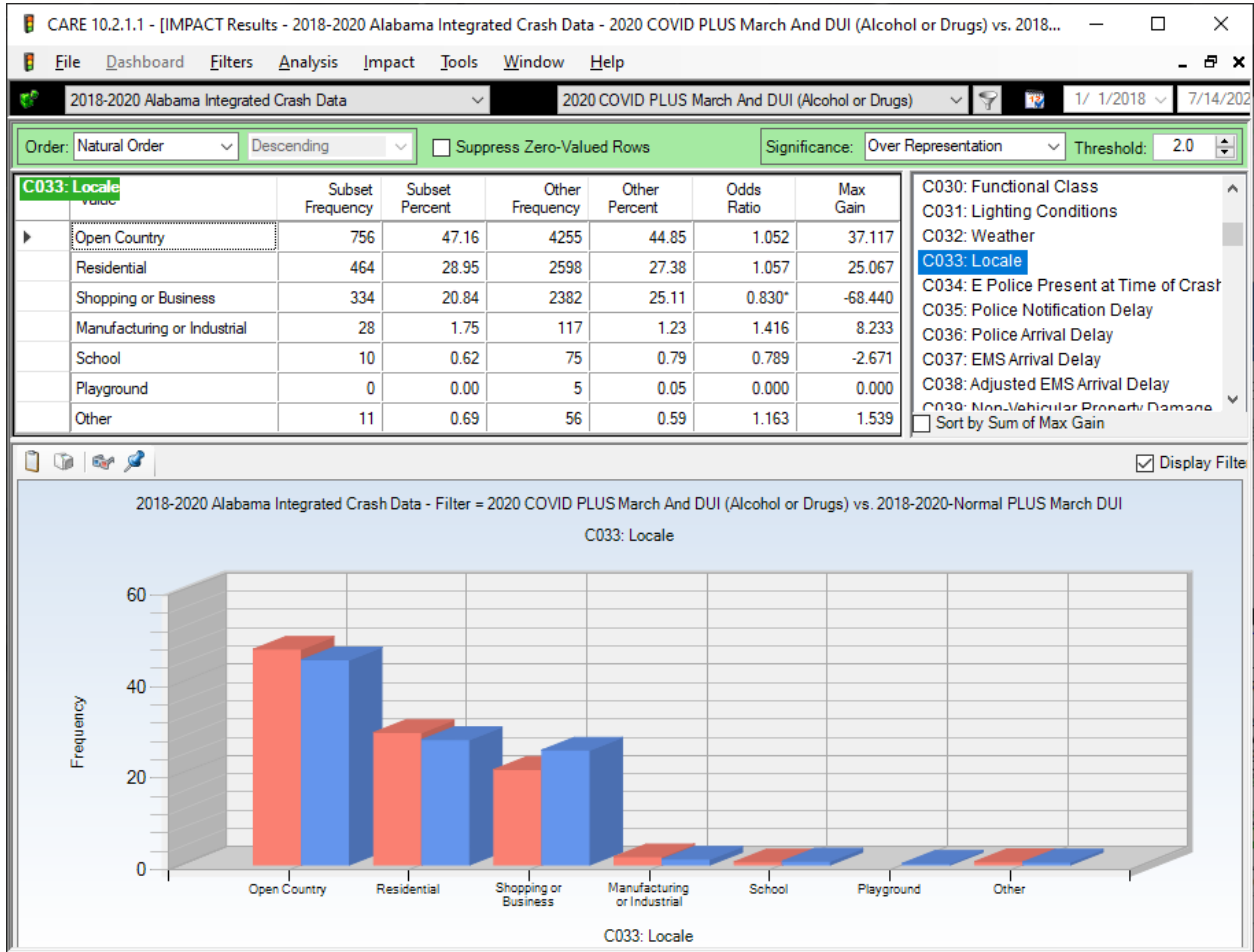 CARE 10.2.1.1 - [IMPACT Results - 2018-2020 Alabama Integrated Crash Data - 2020 COVID PLUS March And DUI (Alcohol or Drugs) vs. 2018...
File Dashboard Filters Analysis Impact Tools Window Help
2018-2020 Alabama Integrated Crash Data 2020 COVID PLUS March And DUI (Alcohol or Drugs) 1/ 1/2018 7/14/202
Order: Natural Order Descending Suppress Zero-Valued Rows Significance: Over Representation Threshold: 2.0
C033: Locale Subset Frequency Subset Percent Other Frequency Other Percent Odds Ratio Max Gain
Open Country 756 47.16 4255 44.85 1.052 37.117
Residential 464 28.95 2598 27.38 1.057 25.067
Shopping or Business 334 20.84 2382 25.11 0.830* -68.440
Manufacturing or Industrial 28 1.75 117 1.23 1.416 8.233
School 10 0.62 75 0.79 0.789 -2.671
Playground 0 0.00 5 0.05 0.000 0.000
Other 11 0.69 56 0.59 1.163 1.539
C030: Functional Class
C031: Lighting Conditions
C032: Weather
C033: Locale
C034: E Police Present at Time of Crash
C035: Police Notification Delay
C036: Police Arrival Delay
C037: EMS Arrival Delay
C038: Adjusted EMS Arrival Delay
C039: Non-Vehicular Property Damage
Sort by Sum of Max Gain
Display Filte
2018-2020 Alabama Integrated Crash Data - Filter = 2020 COVID PLUS March And DUI (Alcohol or Drugs) vs. 2018-2020-Normal PLUS March DUI
C033: Locale
Frequency
60
40
20
0
Open Country Residential Shopping or Business Manufacturing or Industrial School Playground Other
C033: Locale